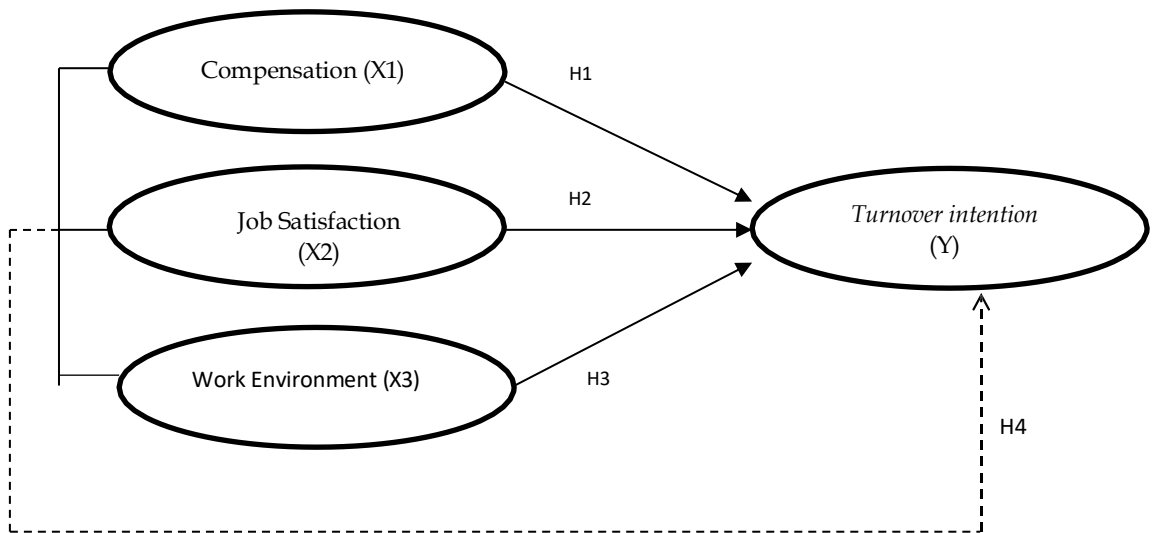 Compensation (X1)
H1
Job Satisfaction
(X2)
H2
Turnover intention
(Y)
Work Environment (X3)
H3
H4